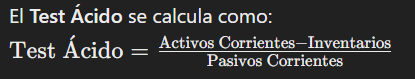 El Test Ácido se calcula como:
Test Ácido = Activos Corrientes−Inventarios / Pasivos Corrientes